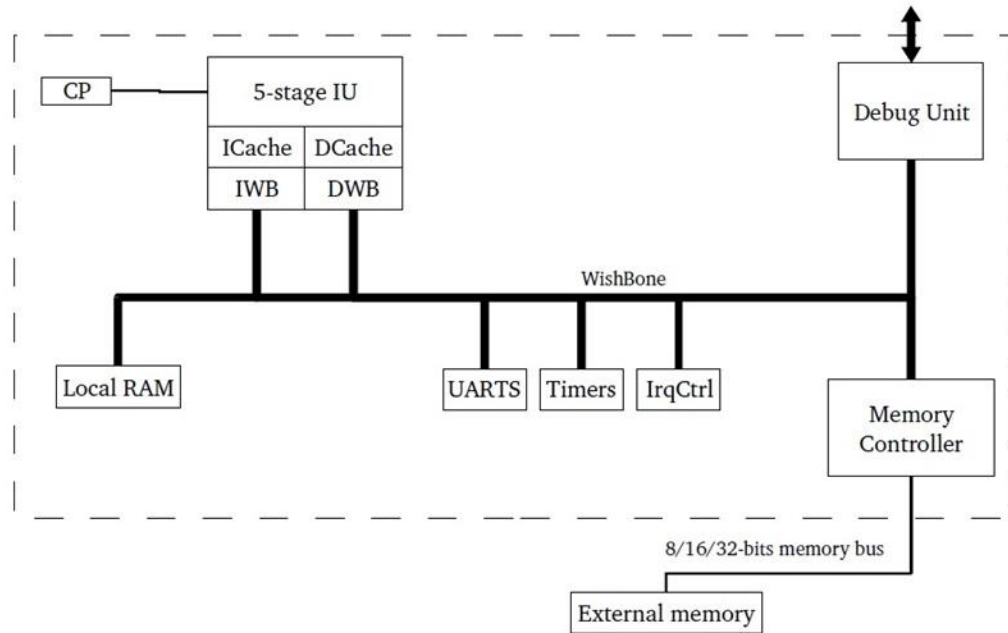 CP
5-stage IU
ICache
DCache
IWB
DWB
Debug Unit
WishBone
Local RAM
UARTS
Timers
IrqCtrl
Memory
Controller
8/16/32-bits memory bus
External memory